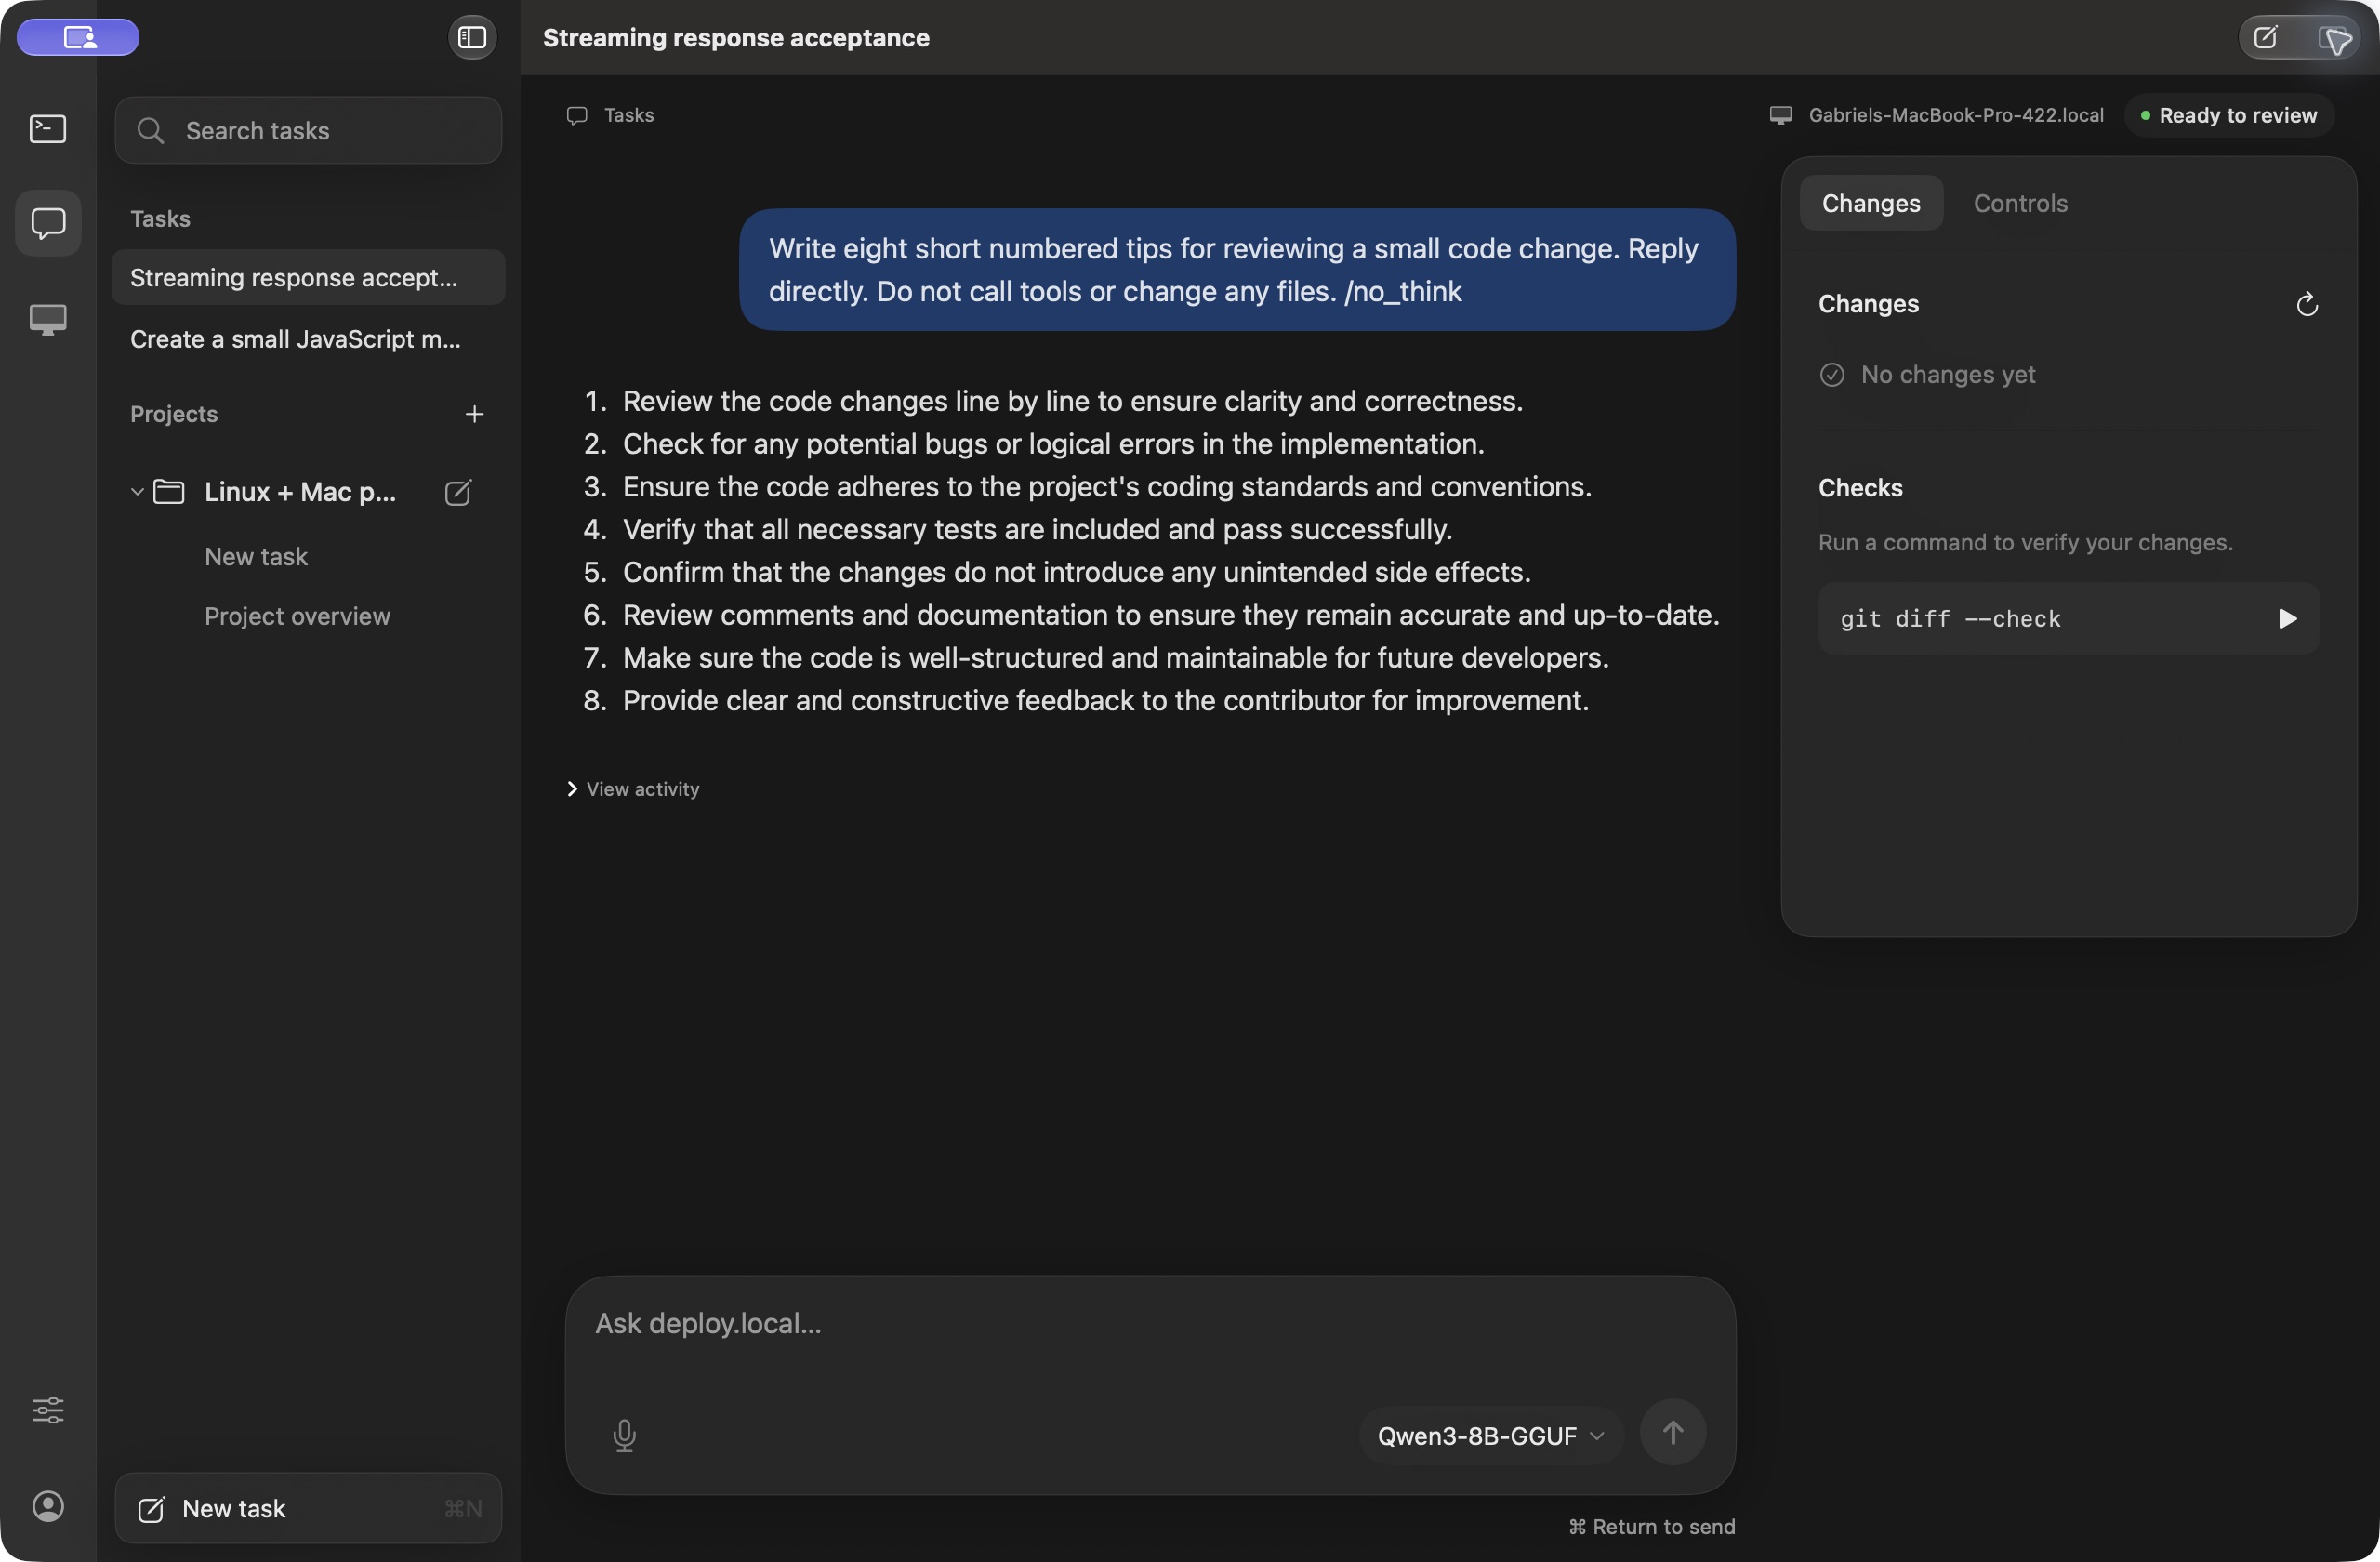 Streaming response acceptance
Search tasks
Tasks
Streaming response accept...
Create a small JavaScript m...
Projects
Linux + Mac p...
New task
Project overview
New task
⌘N
Tasks
Gabriels-MacBook-Pro-422.local
Ready to review
Write eight short numbered tips for reviewing a small code change. Reply
directly. Do not call tools or change any files. /no_think
1. Review the code changes line by line to ensure clarity and correctness.
2. Check for any potential bugs or logical errors in the implementation.
3. Ensure the code adheres to the project's coding standards and conventions.
4. Verify that all necessary tests are included and pass successfully.
5. Confirm that the changes do not introduce any unintended side effects.
6. Review comments and documentation to ensure they remain accurate and up-to-date.
7. Make sure the code is well-structured and maintainable for future developers.
8. Provide clear and constructive feedback to the contributor for improvement.
View activity
Ask deploy.local...
Qwen3-8B-GGUF
⌘ Return to send
Changes
Controls
Changes
No changes yet
Checks
Run a command to verify your changes.
git diff --check